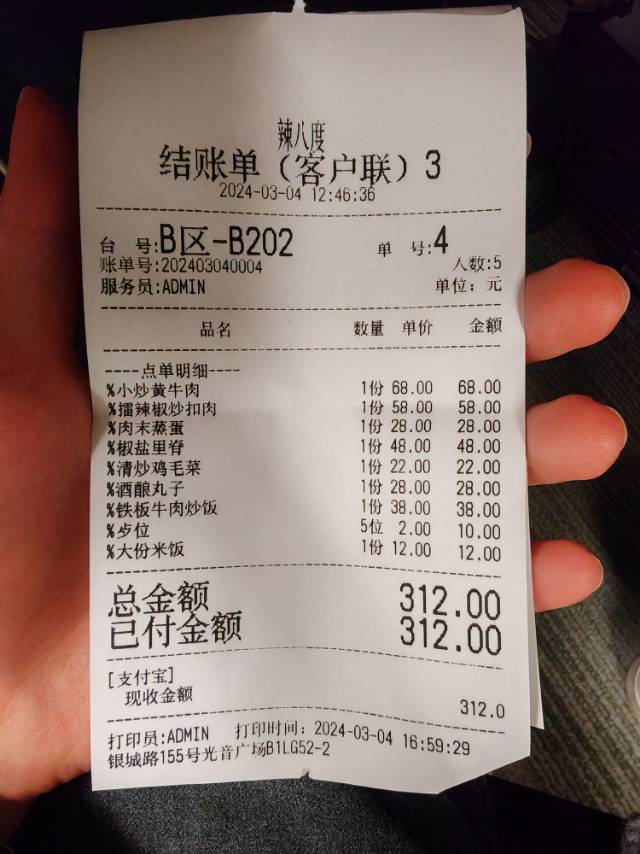 辣八度
结账单（客户联）3
2024-03-04 12:46:36
台 号:B区-B202 单 号:4
账单号:202403040004 人数:5
服务员:ADMIN 单位：元
品名 数量 单价 金额
----点单明细----
%小炒黄牛肉 1份 68.00 68.00
%擂辣椒炒扣肉 1份 58.00 58.00
%肉末蒸蛋 1份 28.00 28.00
%椒盐里脊 1份 48.00 48.00
%清炒鸡毛菜 1份 22.00 22.00
%酒酿丸子 1份 28.00 28.00
%铁板牛肉炒饭 1份 38.00 38.00
%歺位 5位 2.00 10.00
%大份米饭 1份 12.00 12.00
总金额 312.00
已付金额 312.00
[支付宝]
现收金额 312.0
打印员:ADMIN 打印时间：2024-03-04 16:59:29
银城路155号光音广场B1LG52-2